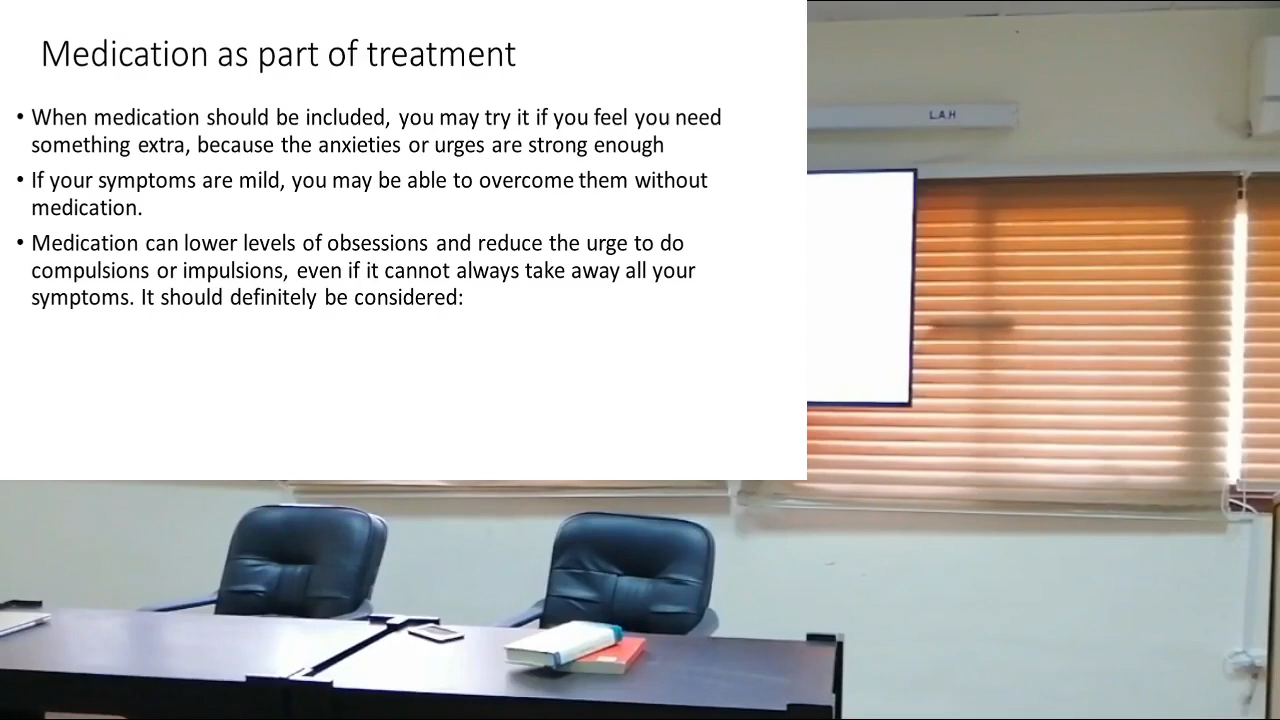 Medication as part of treatment
• When medication should be included, you may try it if you feel you need
something extra, because the anxieties or urges are strong enough
• If your symptoms are mild, you may be able to overcome them without
medication.
• Medication can lower levels of obsessions and reduce the urge to do
compulsions or impulsions, even if it cannot always take away all your
symptoms. It should definitely be considered:
L.A.H